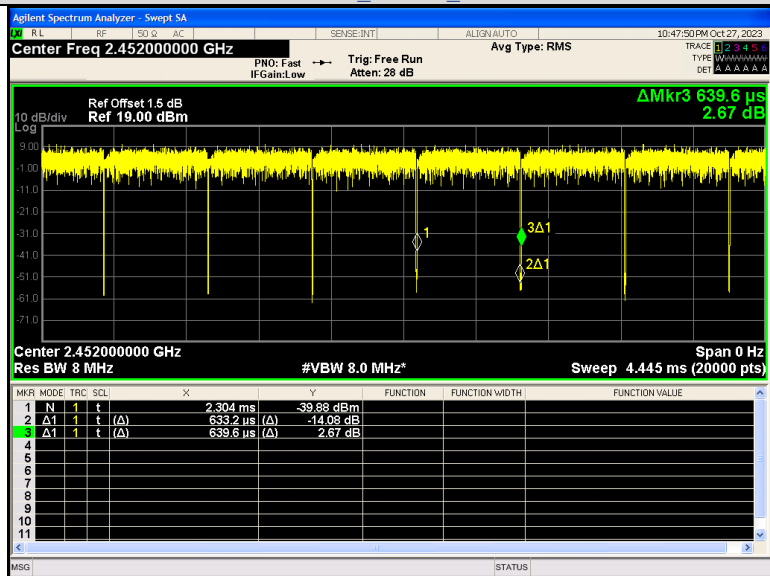 Agilent Spectrum Analyzer - Swept SA
LXI RL RF 50 Ω AC SENSE:INT ALIGN AUTO 10:47:50 PM Oct 27, 2023
Center Freq 2.452000000 GHz Avg Type: RMS TRACE 1 2 3 4 5 6
PNO: Fast Trig: Free Run TYPE W
IFGain:Low Atten: 28 dB DET A A A A A A
ΔMkr3 639.6 µs
2.67 dB
Ref Offset 1.5 dB
10 dB/div Ref 19.00 dBm
Log
9.00
-1.00
-11.0
-21.0
-31.0
-41.0
-51.0
-61.0
-71.0
1
3Δ1
2Δ1
Center 2.452000000 GHz Span 0 Hz
Res BW 8 MHz #VBW 8.0 MHz* Sweep 4.445 ms (20000 pts)
MKR MODE TRC SCL X Y FUNCTION FUNCTION WIDTH FUNCTION VALUE
1 N 1 t 2.304 ms -39.88 dBm
2 Δ1 1 t (Δ) 633.2 µs (Δ) -14.08 dB
3 Δ1 1 t (Δ) 639.6 µs (Δ) 2.67 dB
4
5
6
7
8
9
10
11
MSG STATUS